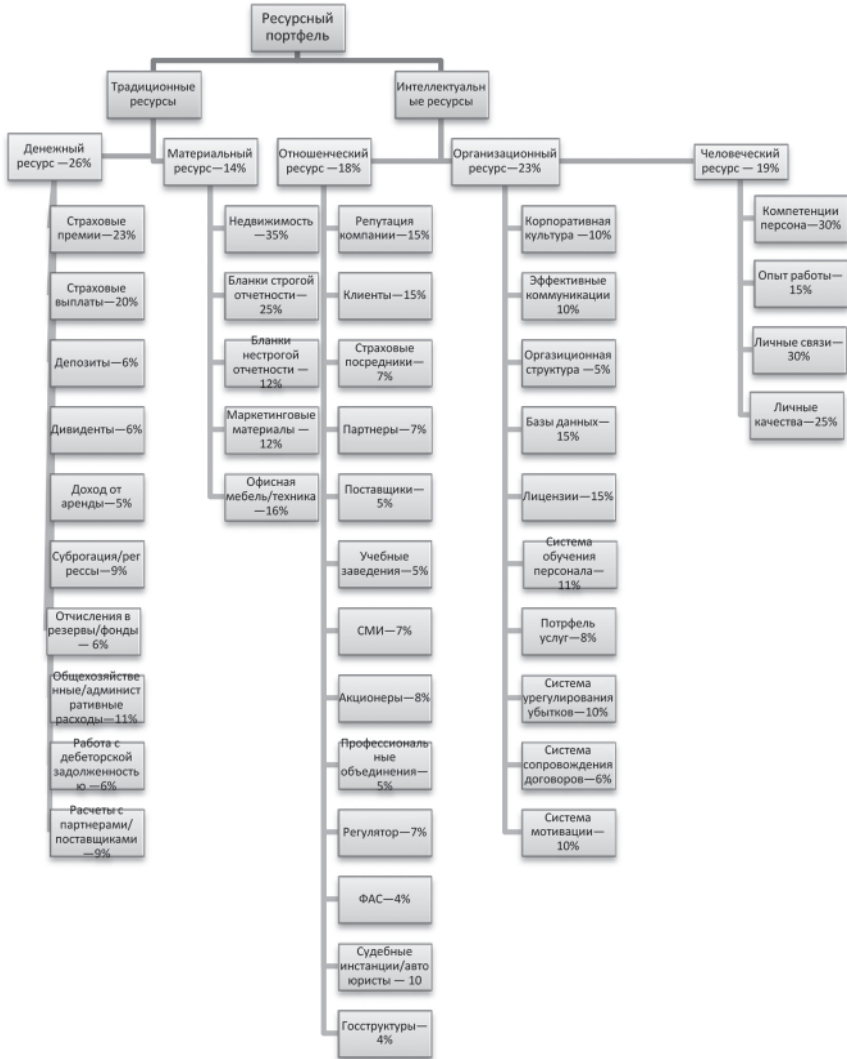 Ресурсный
портфель
Традиционные
ресурсы
Интеллектуальн
ые ресурсы
Денежный
ресурс —26%
Материальный
ресурс—14%
Отношенческий
ресурс —18%
Организационный
ресурс—23%
Человеческий
ресурс — 19%
Страховые
премии—23%
Страховые
выплаты—20%
Депозиты—6%
Дивиденты—6%
Доход от
аренды—5%
Суброгация/рег
рессы—9%
Отчисления в
резервы/фонды
— 6%
Общехозяйстве
нные/админист
ративные
расходы—11%
Работа с
дебеторской
задолженность
ю —6%
Расчеты с
партнерами/
поставщиками
—9%
Недвижимость
—35%
Бланки строгой
отчетности—
25%
Бланки
нестрогой
отчетности —
12%
Маркетинговые
материалы —
12%
Офисная
мебель/техника
—16%
Репутация
компании—15%
Клиенты—15%
Страховые
посредники—
7%
Партнеры—7%
Поставщики—
5%
Учебные
заведения—5%
СМИ—7%
Акционеры—8%
Профессиональ
ные
объединения—
5%
Регулятор—7%
ФАС—4%
Судебные
инстанции/авто
юристы — 10
Госструктуры—
4%
Корпоративная
культура —10%
Эффективные
коммуникации
10%
Оргазиционная
структура —5%
Базы данных—
15%
Лицензии—15%
Система
обучения
персонала—
11%
Потрфель
услуг—8%
Система
урегулирования
убытков—10%
Система
сопровождения
договоров—6%
Система
мотивации—
10%
Компетенции
персона—30%
Опыт работы—
15%
Личные связи—
30%
Личные
качества—25%